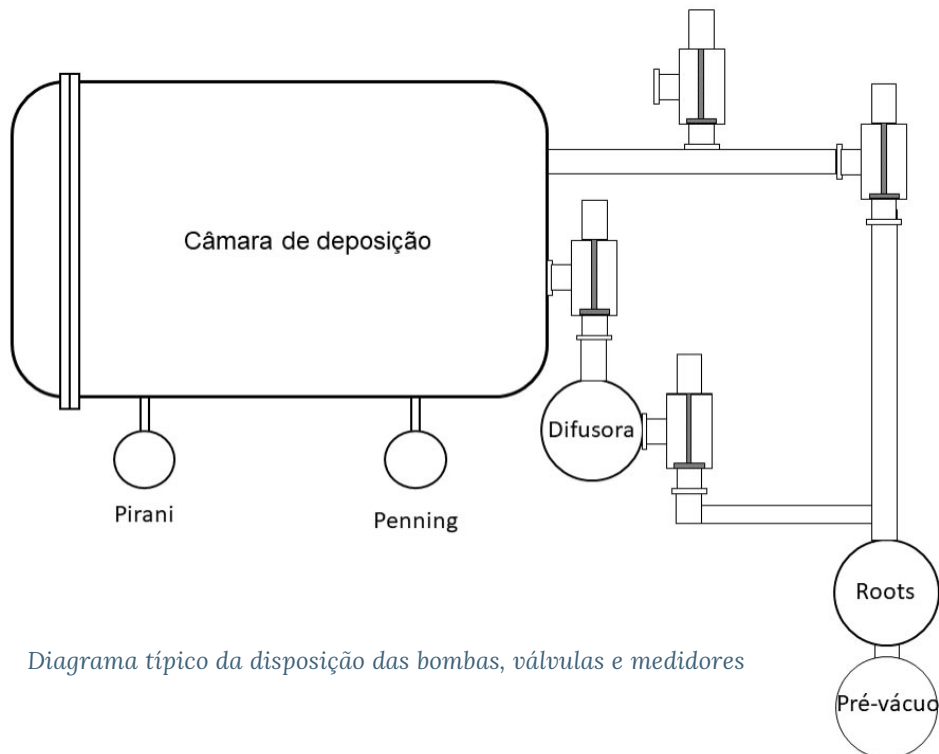 Câmara de deposição
Difusora
Pirani
Penning
Roots
Diagrama típico da disposição das bombas, válvulas e medidores
Pré-vácuo